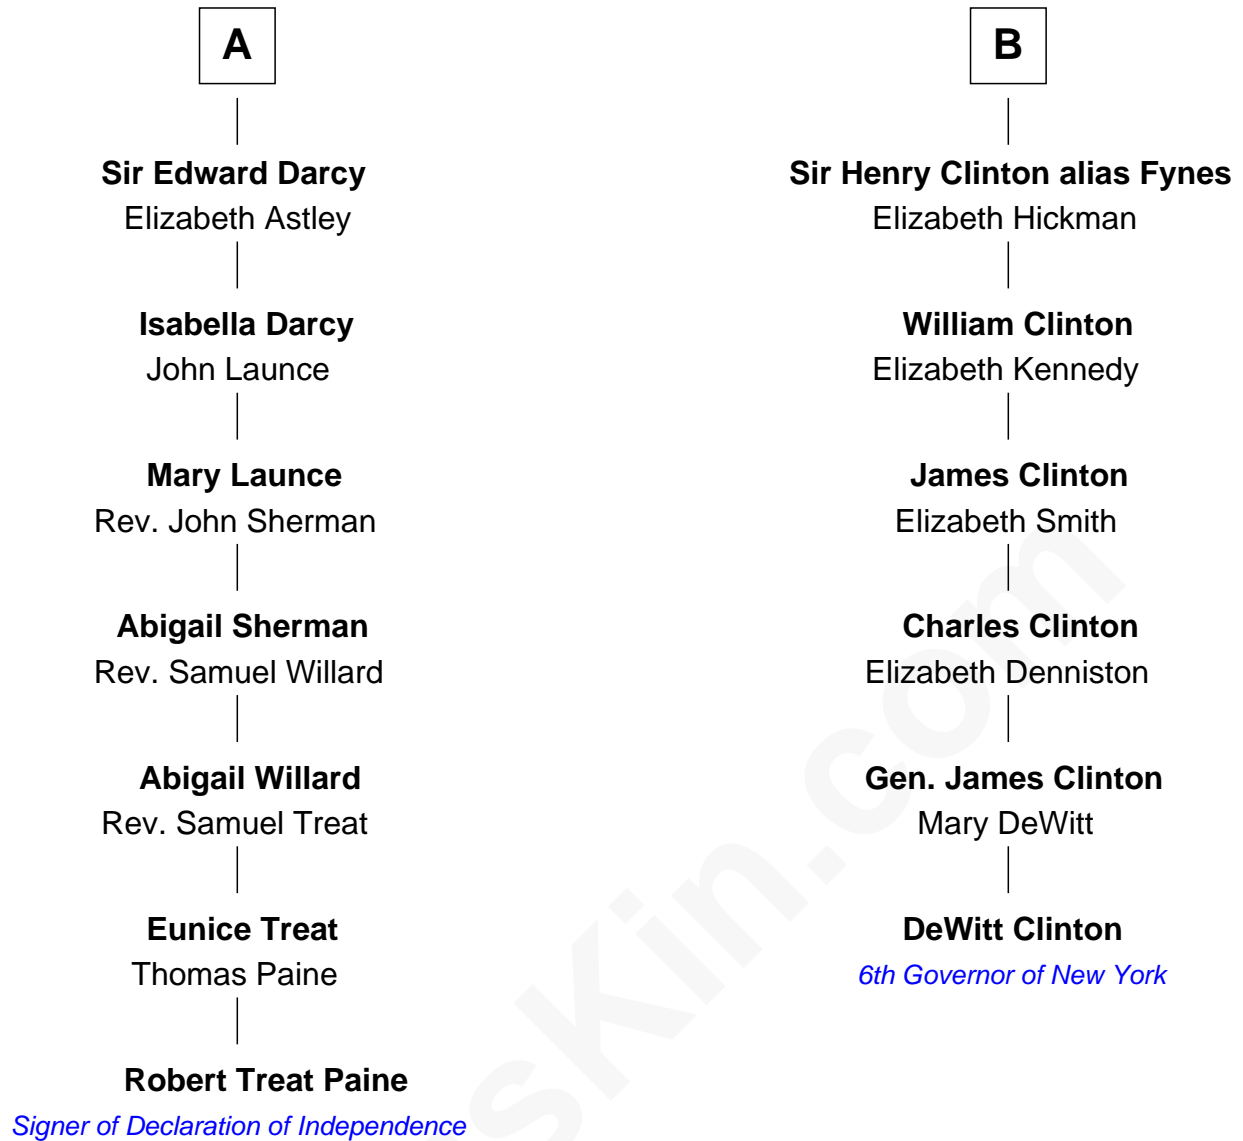 A
Sir Edward Darcy
Elizabeth Astley
Isabella Darcy
John Launce
Mary Launce
Rev. John Sherman
Abigail Sherman
Rev. Samuel Willard
Abigail Willard
Rev. Samuel Treat
Eunice Treat
Thomas Paine
Robert Treat Paine
Signer of Declaration of Independence
B
Sir Henry Clinton alias Fynes
Elizabeth Hickman
William Clinton
Elizabeth Kennedy
James Clinton
Elizabeth Smith
Charles Clinton
Elizabeth Denniston
Gen. James Clinton
Mary DeWitt
DeWitt Clinton
6th Governor of New York
sKin.com